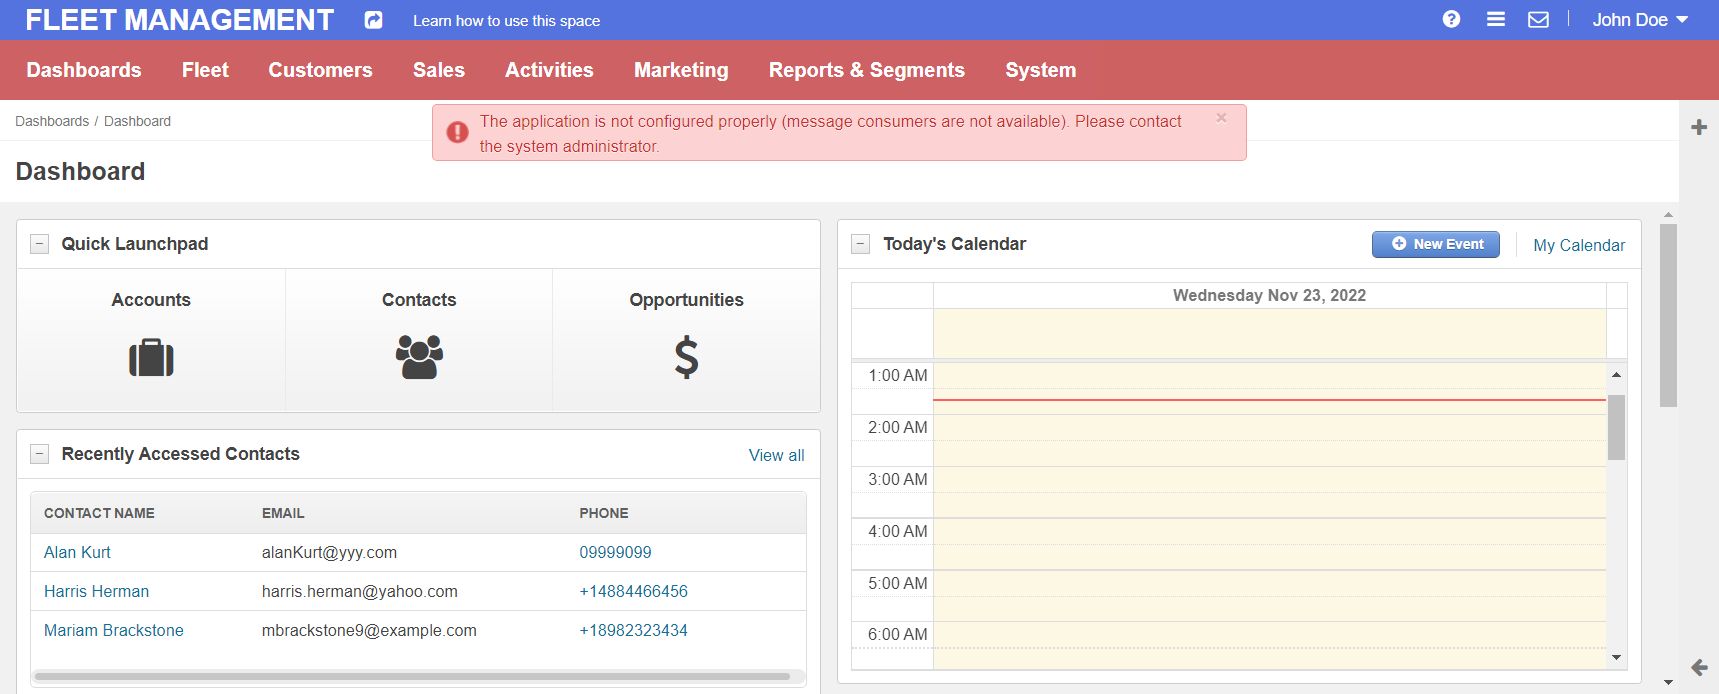 FLEET MANAGEMENT
Learn how to use this space
John Doe
Dashboards Fleet Customers Sales Activities Marketing Reports & Segments System
Dashboards / Dashboard
The application is not configured properly (message consumers are not available). Please contact
the system administrator.
×
Dashboard
Quick Launchpad
Accounts Contacts Opportunities
Recently Accessed Contacts
View all
CONTACT NAME EMAIL PHONE
Alan Kurt alanKurt@yyy.com 09999099
Harris Herman harris.herman@yahoo.com +14884466456
Mariam Brackstone mbrackstone9@example.com +18982323434
Today's Calendar
New Event
My Calendar
Wednesday Nov 23, 2022
1:00 AM
2:00 AM
3:00 AM
4:00 AM
5:00 AM
6:00 AM